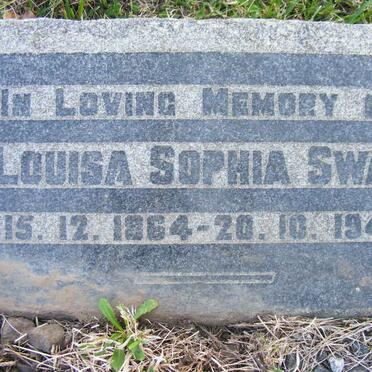 IN LOVING MEMORY
LOUISA SOPHIA
15. 12. 1864 - 20. 10.